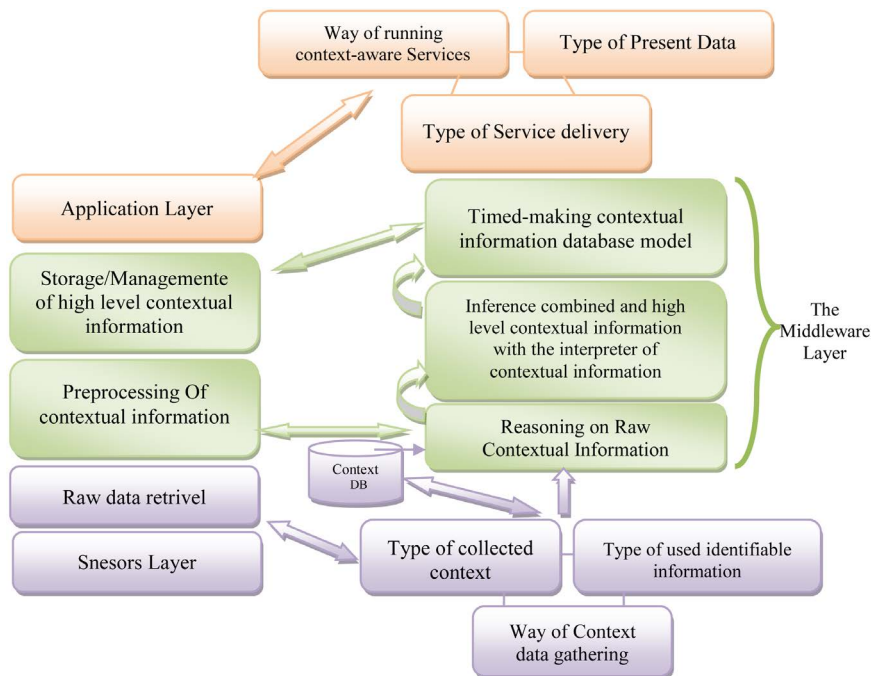 Way of running
context-aware Services
Type of Present Data
Type of Service delivery
Application Layer
Timed-making contextual
information database model
Storage/Managemente
of high level contextual
information
Inference combined and high
level contextual information
with the interpreter of
contextual information
The
Middleware
Layer
Preprocessing Of
contextual information
Reasoning on Raw
Contextual Information
Context
DB
Raw data retrivel
Snesors Layer
Type of collected
context
Type of used identifiable
information
Way of Context
data gathering